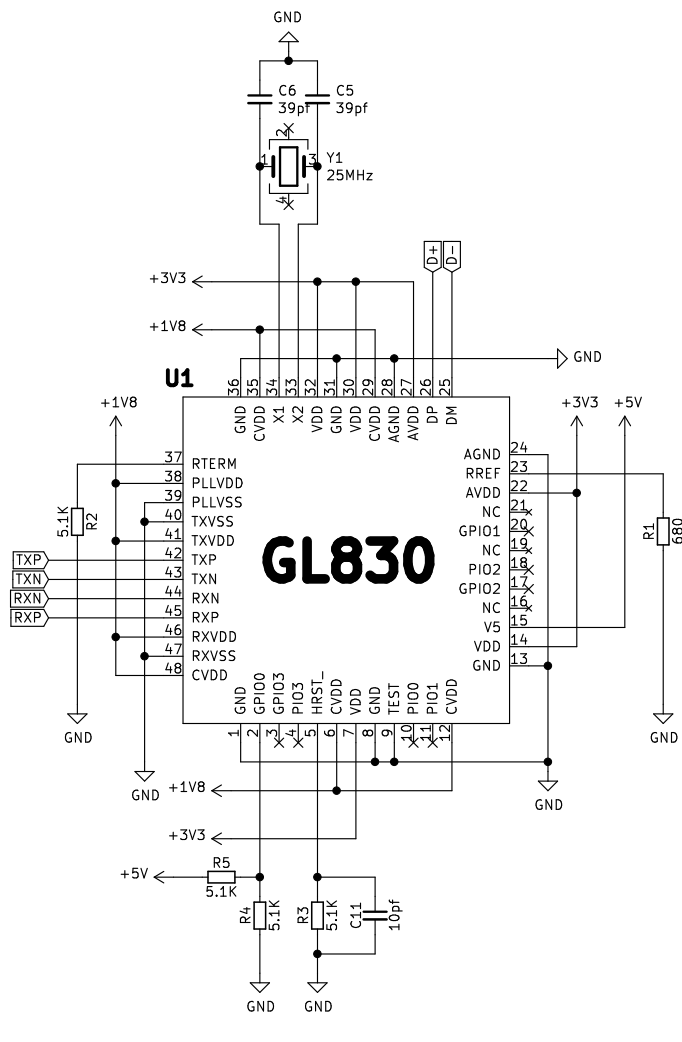 GND
C6
39pf
C5
39pf
2
1
3
Y1
25MHz
4
D+
D-
+3V3
+1V8
GND
U1
36 35 34 33 32 31 30 29 28 27 26 25
GND CVDD X1 X2 VDD GND VDD CVDD AGND AVDD DP DM
+1V8
+3V3
+5V
37 RTERM
38 PLLVDD
39 PLLVSS
40 TXVSS
41 TXVDD
TXP 42 TXP
TXN 43 TXN
RXN 44 RXN
RXP 45 RXP
46 RXVDD
47 RXVSS
48 CVDD
5.1K
R2
GL830
AGND 24
RREF 23
AVDD 22
NC 21
GPIO1 20
NC 19
PIO2 18
GPIO2 17
NC 16
V5 15
VDD 14
GND 13
R1
680
GND GPIO0 GPIO3 PIO3 HRST_ CVDD VDD GND TEST PIO0 PIO1 CVDD
1 2 3 4 5 6 7 8 9 10 11 12
GND
GND
GND
GND
+1V8
+3V3
+5V
R5
5.1K
R4
5.1K
R3
5.1K
C11
10pf
GND
GND